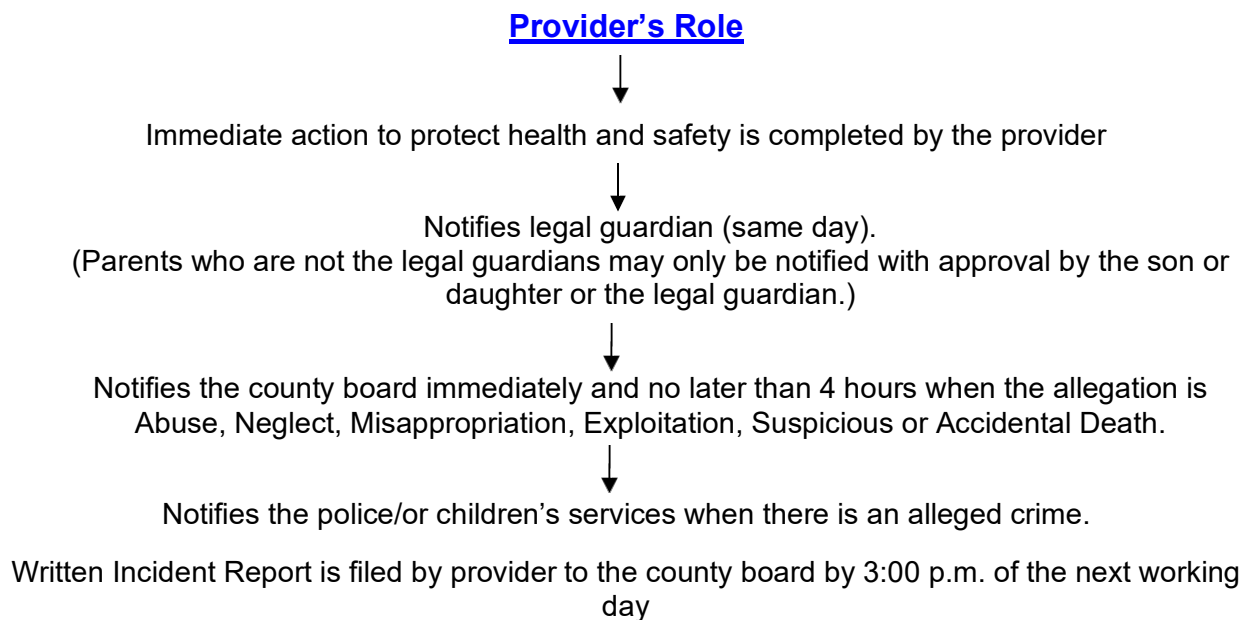 Provider’s Role
Immediate action to protect health and safety is completed by the provider
Notifies legal guardian (same day).
(Parents who are not the legal guardians may only be notified with approval by the son or
daughter or the legal guardian.)
Notifies the county board immediately and no later than 4 hours when the allegation is
Abuse, Neglect, Misappropriation, Exploitation, Suspicious or Accidental Death.
Notifies the police/or children’s services when there is an alleged crime.
Written Incident Report is filed by provider to the county board by 3:00 p.m. of the next working
day